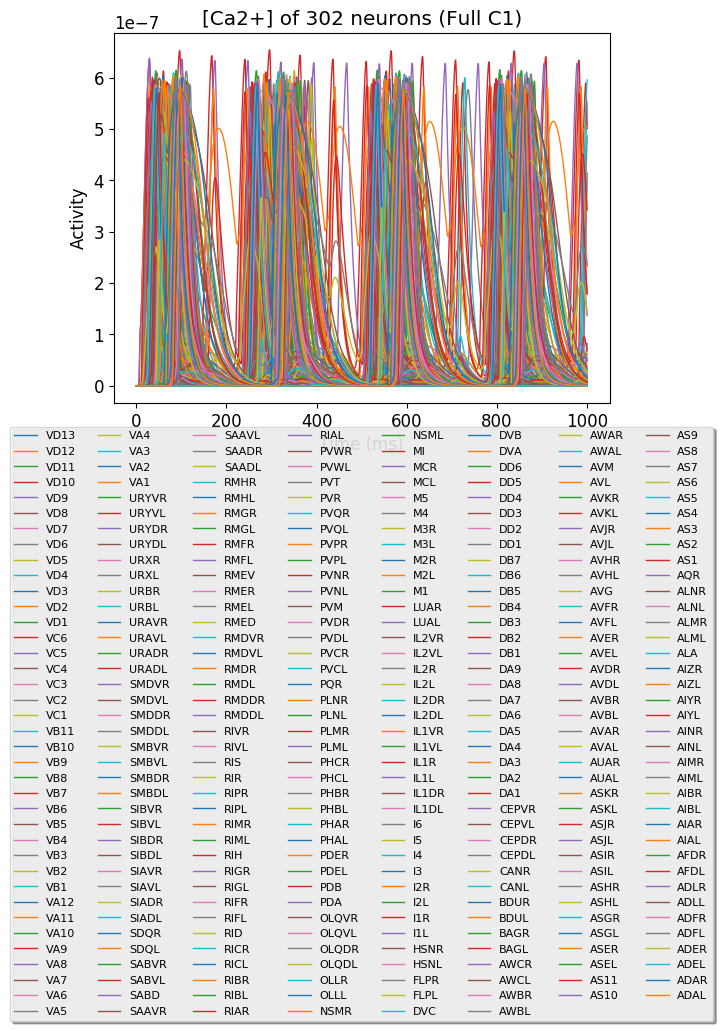 [Ca2+] of 302 neurons (Full C1)
1e−7
6
5
4
3
2
1
0
Activity
0 200 400 600 800 1000
Time (ms)
VD13 VA4 SAAVL RIAL NSML DVB AWAR AS9
VD12 VA3 SAADR PVWR MI DVA AWAL AS8
VD11 VA2 SAADL PVWL MCR DD6 AVM AS7
VD10 VA1 RMHR PVT MCL DD5 AVL AS6
VD9 URYVR RMHL PVR M5 DD4 AVKR AS5
VD8 URYVL RMGR PVQR M4 DD3 AVKL AS4
VD7 URYDR RMGL PVQL M3R DD2 AVJR AS3
VD6 URYDL RMFR PVPR M3L DD1 AVJL AS2
VD5 URXR RMFL PVPL M2R DB7 AVHR AS1
VD4 URXL RMEV PVNR M2L DB6 AVHL AQR
VD3 URBR RMER PVNL M1 DB5 AVG ALNR
VD2 URBL RMEL PVM LUAR DB4 AVFR ALNL
VD1 URAVR RMED PVDR LUAL DB3 AVFL ALMR
VC6 URAVL RMDVR PVDL IL2VR DB2 AVER ALML
VC5 URADR RMDVL PVCR IL2VL DB1 AVEL ALA
VC4 URADL RMDR PVCL IL2R DA9 AVDR AIZR
VC3 SMDVR RMDL PQR IL2L DA8 AVDL AIZL
VC2 SMDVL RMDDR PLNR IL2DR DA7 AVBR AIYR
VC1 SMDDR RMDDL PLNL IL2DL DA6 AVBL AIYL
VB11 SMDDL RIVR PLMR IL1VR DA5 AVAR AINR
VB10 SMBVR RIVL PLML IL1VL DA4 AVAL AINL
VB9 SMBVL RIS PHCR IL1R DA3 AUAR AIMR
VB8 SMBDR RIR PHCL IL1L DA2 AUAL AIML
VB7 SMBDL RIPR PHBR IL1DR DA1 ASKR AIBR
VB6 SIBVR RIPL PHBL IL1DL CEPVR ASKL AIBL
VB5 SIBVL RIMR PHAR I6 CEPVL ASJR AIAR
VB4 SIBDR RIML PHAL I5 CEPDR ASJL AIAL
VB3 SIBDL RIH PDER I4 CEPDL ASIR AFDR
VB2 SIAVR RIGR PDEL I3 CANR ASIL AFDL
VB1 SIAVL RIGL PDB I2R CANL ASHR ADLR
VA12 SIADR RIFR PDA I2L BDUR ASHL ADLL
VA11 SIADL RIFL OLQVR I1R BDUL ASGR ADFR
VA10 SDQR RID OLQVL I1L BAGR ASGL ADFL
VA9 SDQL RICR OLQDR HSNR BAGL ASER ADER
VA8 SABVR RICL OLQDL HSNL AWCR ASEL ADEL
VA7 SABVL RIBR OLLR FLPR AWCL AS11 ADAR
VA6 SABD RIBL OLLL FLPL AWBR AS10 ADAL
VA5 SAAVR RIAR NSMR DVC AWBL